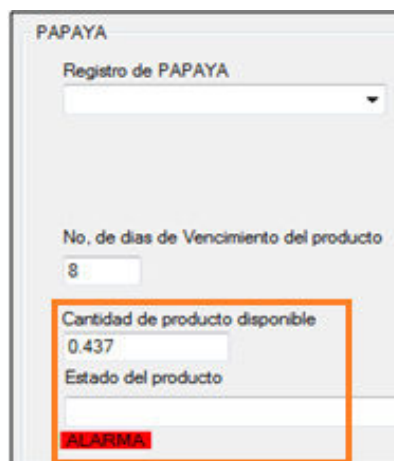 PAPAYA
Registro de PAPAYA
No, de dias de Vencimiento del producto
8
Cantidad de producto disponible
0.437
Estado del producto
ALARMA